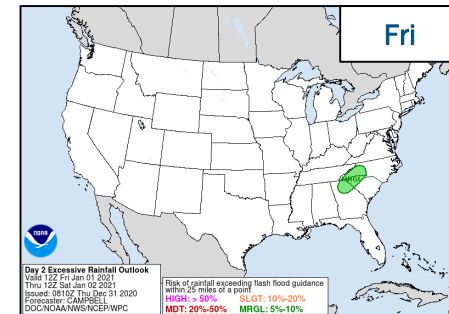 Fri
MRGL
NOAA
Day 2 Excessive Rainfall Outlook
Valid 12Z Fri Jan 01 2021
Thru 12Z Sat Jan 02 2021
Issued: 0810Z Thu Dec 31 2020
Forecaster: CAMPBELL
DOC/NOAA/NWS/NCEP/WPC
Risk of rainfall exceeding flash flood guidance
within 25 miles of a point
HIGH: > 50% SLGT: 10%-20%
MDT: 20%-50% MRGL: 5%-10%